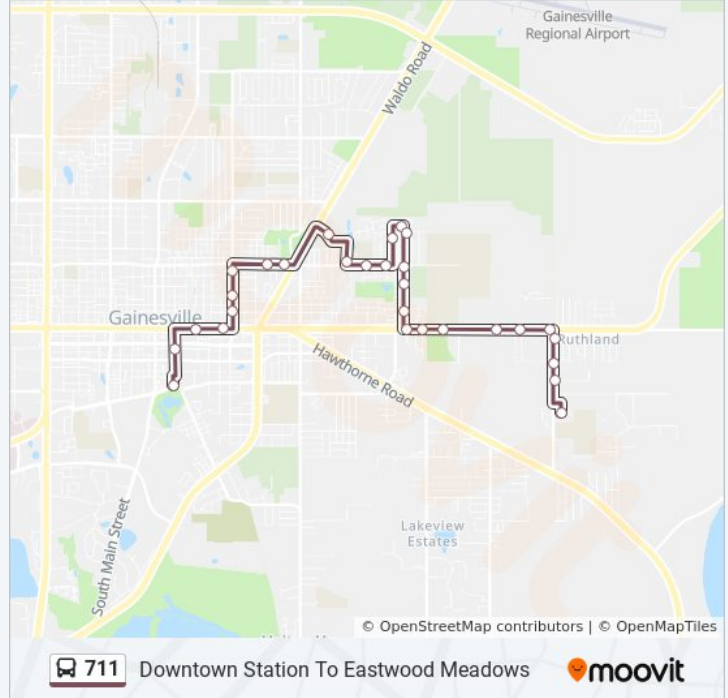 Gainesville
Regional Airport
Waldo Road
Gainesville
Ruthland
Hawthorne Road
South Main Street
Lakeview
Estates
© OpenStreetMap contributors | © OpenMapTiles
711 Downtown Station To Eastwood Meadows moovit